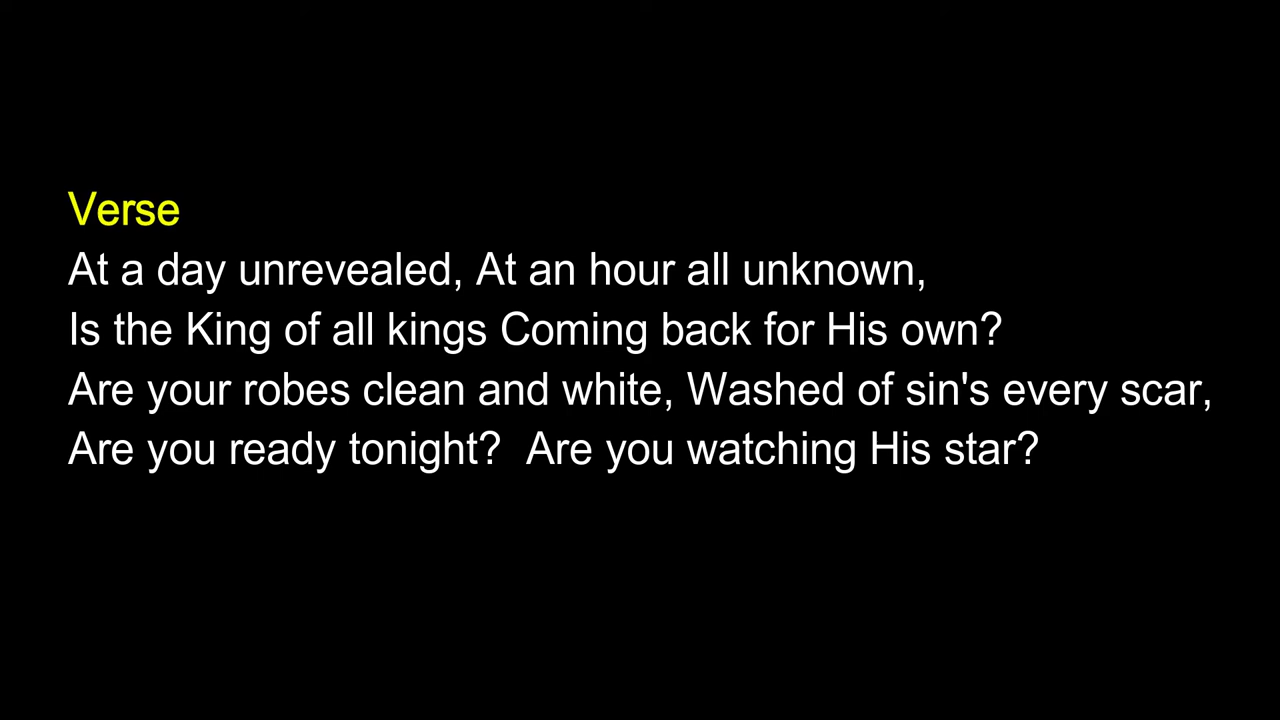 Verse
At a day unrevealed, At an hour all unknown,
Is the King of all kings Coming back for His own?
Are your robes clean and white, Washed of sin's every scar,
Are you ready tonight?  Are you watching His star?